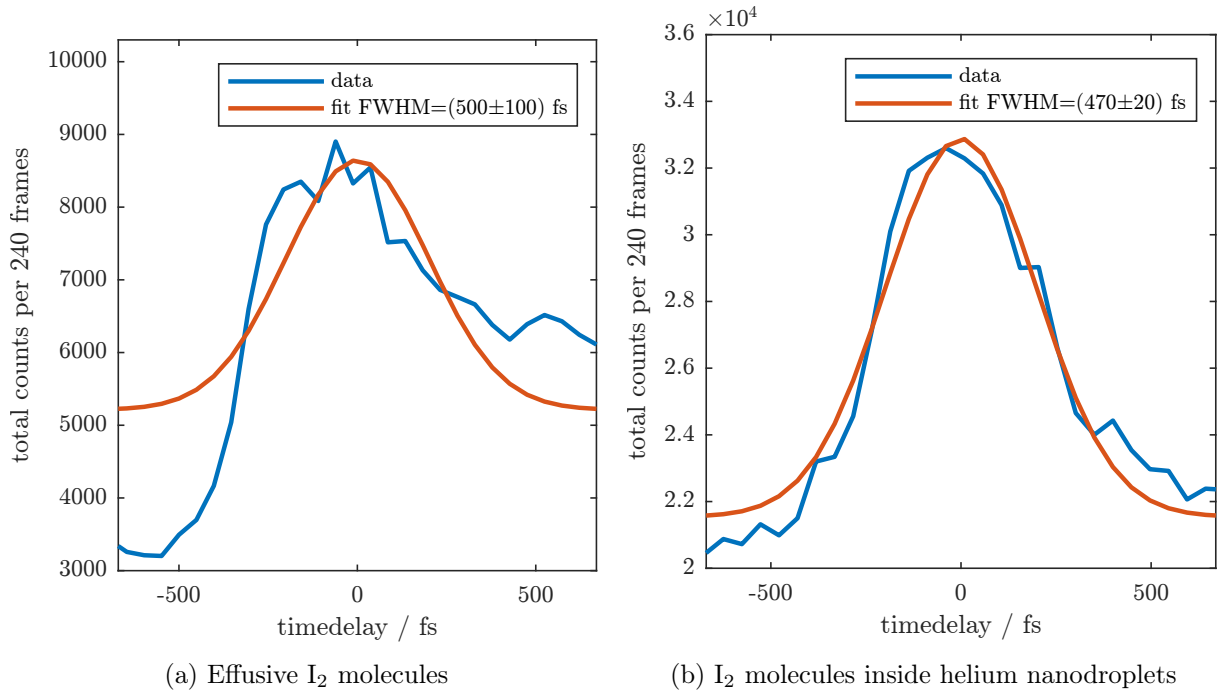 10000
9000
8000
7000
6000
5000
4000
3000
total counts per 240 frames
data
fit FWHM=(500±100) fs
-500
0
500
timedelay / fs
(a) Effusive I₂ molecules
×10⁴
3.6
3.4
3.2
3
2.8
2.6
2.4
2.2
2
total counts per 240 frames
data
fit FWHM=(470±20) fs
-500
0
500
timedelay / fs
(b) I₂ molecules inside helium nanodroplets